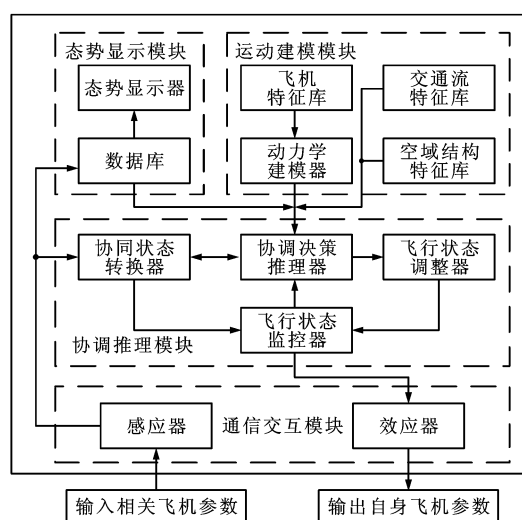 态势显示模块
态势显示器
数据库
运动建模模块
飞机
特征库
交通流
特征库
动力学
建模器
空域结构
特征库
协同状态
转换器
协调决策
推理器
飞行状态
调整器
飞行状态
监控器
协调推理模块
感应器
通信交互模块
效应器
输入相关飞机参数
输出自身飞机参数